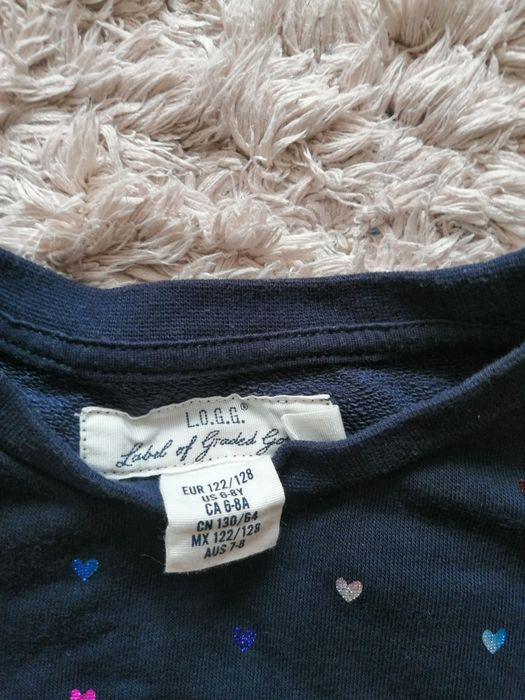 L.O.G.G.®
Label of Graded
EUR 122/128
US 6-8Y
CA 6-8A
CN 130/64
MX 122/128
AUS 7-8